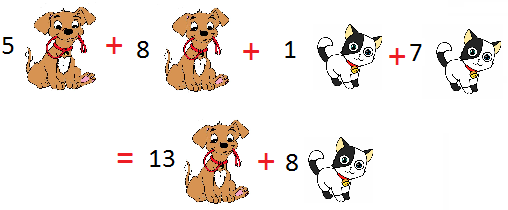 5 + 8 + 1 + 7
= 13 + 8